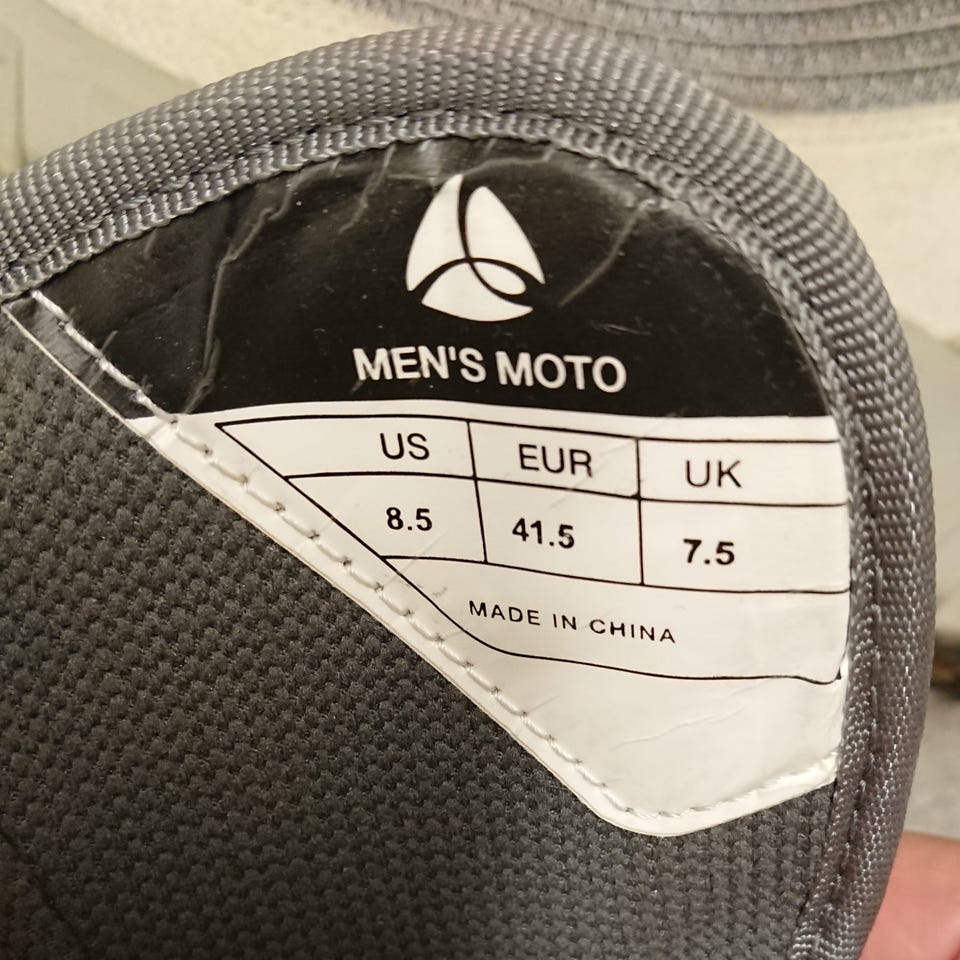 MEN'S MOTO
US EUR UK
8.5 41.5 7.5
MADE IN CHINA